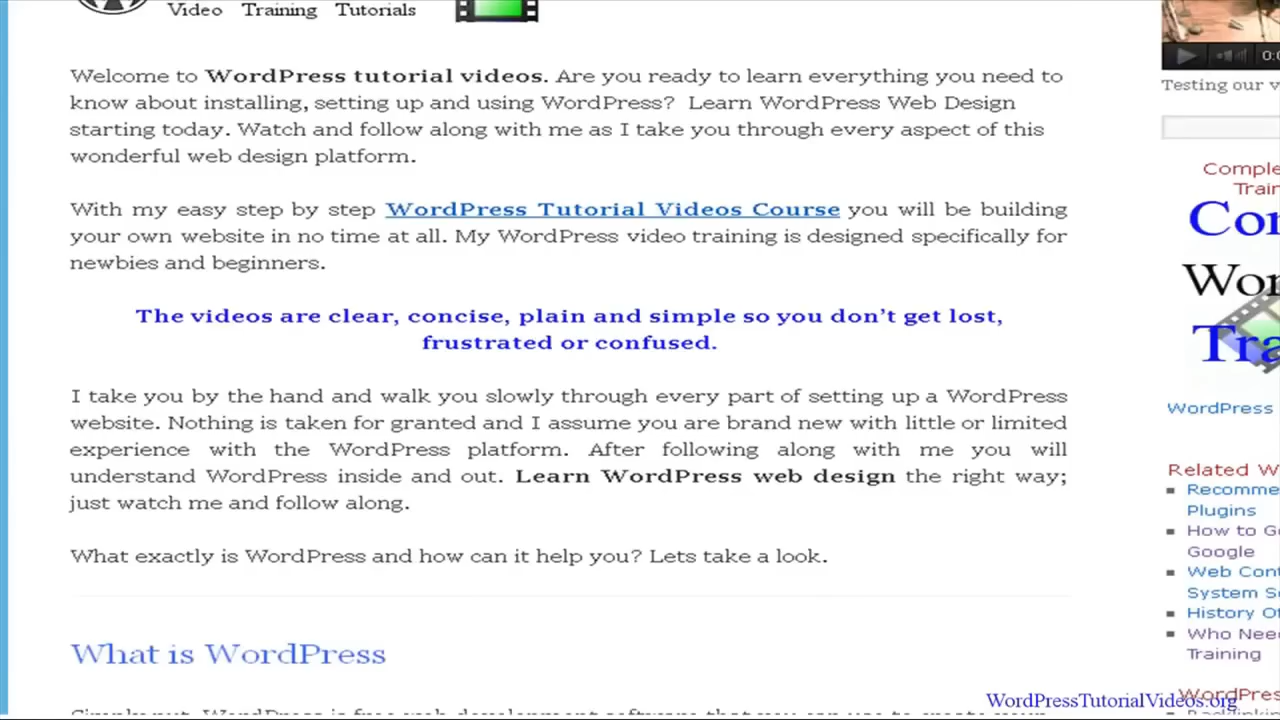 Video Training Tutorials
Welcome to WordPress tutorial videos. Are you ready to learn everything you need to
know about installing, setting up and using WordPress? Learn WordPress Web Design
starting today. Watch and follow along with me as I take you through every aspect of this
wonderful web design platform.
With my easy step by step WordPress Tutorial Videos Course you will be building
your own website in no time at all. My WordPress video training is designed specifically for
newbies and beginners.
The videos are clear, concise, plain and simple so you don't get lost,
frustrated or confused.
I take you by the hand and walk you slowly through every part of setting up a WordPress
website. Nothing is taken for granted and I assume you are brand new with little or limited
experience with the WordPress platform. After following along with me you will
understand WordPress inside and out. Learn WordPress web design the right way;
just watch me and follow along.
What exactly is WordPress and how can it help you? Lets take a look.
What is WordPress
Testing our v
Comple
Train
Con
Wor
Tra
WordPress
Related W
Recomme
Plugins
How to Go
Google
Web Cont
System So
History Of
Who Nee
Training
WordPress
WordPressTutorialVideos.org